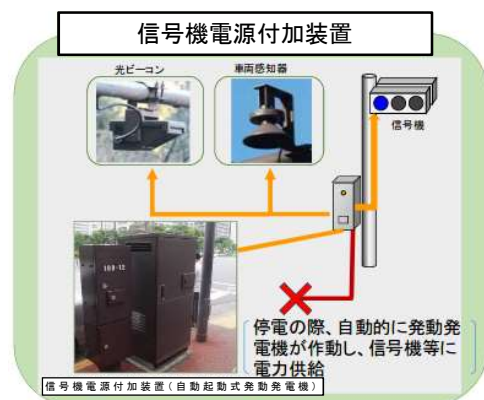 信号機電源付加装置
光ビーコン
車両感知器
信号機
停電の際、自動的に発動発
電機が作動し、信号機等に
電力供給
信号機電源付加装置(自動起動式発動発電機)